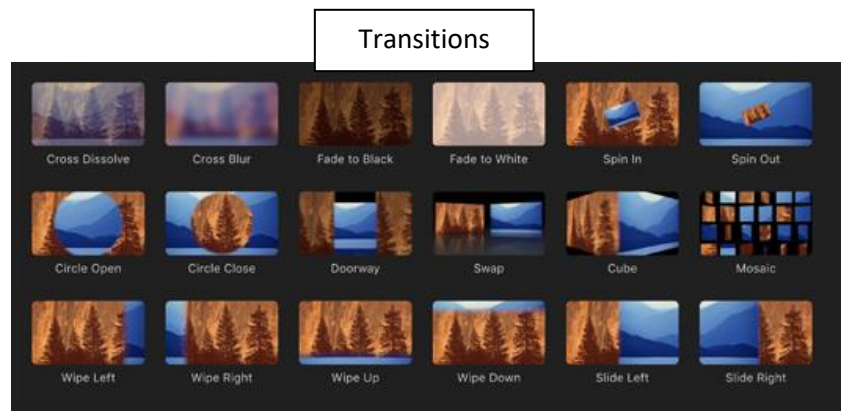 Transitions
Cross Dissolve Cross Blur Fade to Black Fade to White Spin In Spin Out
Circle Open Circle Close Doorway Swap Cube Mosaic
Wipe Left Wipe Right Wipe Up Wipe Down Slide Left Slide Right